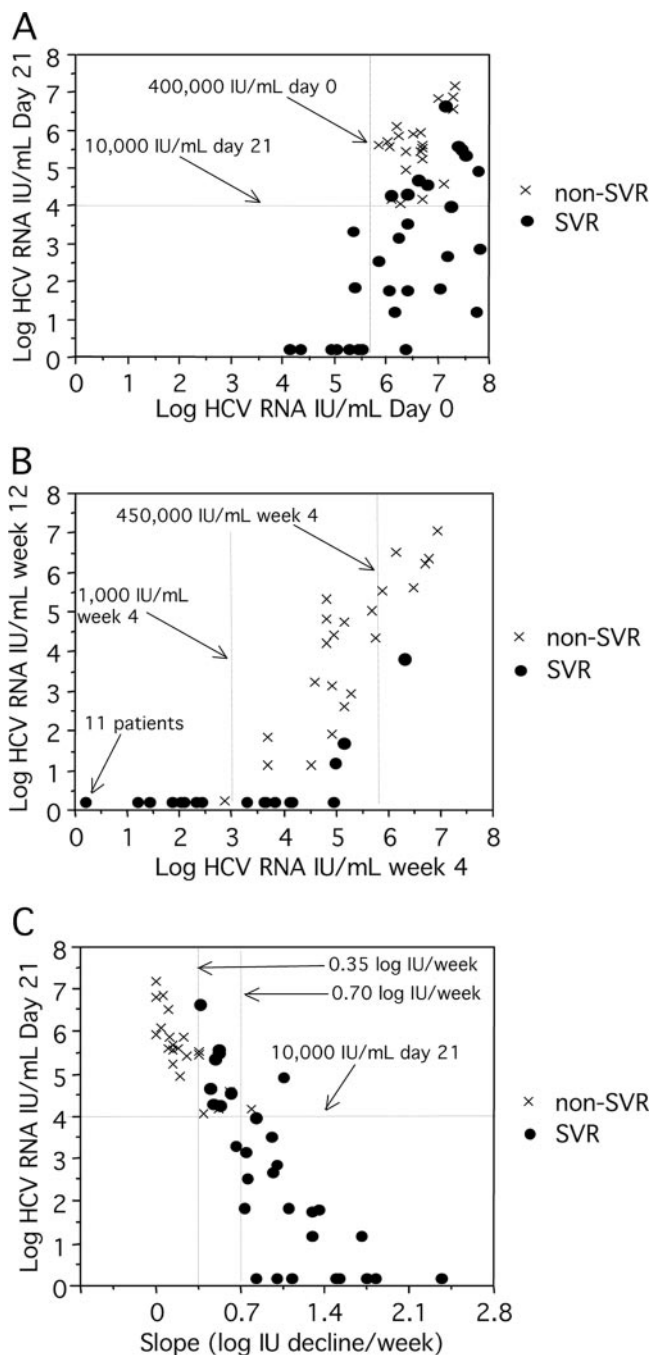 A
Log HCV RNA IU/mL Day 21
8
7
6
5
4
3
2
1
0
400,000 IU/mL day 0
10,000 IU/mL day 21
× non-SVR
● SVR
0 1 2 3 4 5 6 7 8
Log HCV RNA IU/mL Day 0
B
Log HCV RNA IU/mL week 12
8
7
6
5
4
3
2
1
0
450,000 IU/mL week 4
1,000 IU/mL
week 4
11 patients
× non-SVR
● SVR
0 1 2 3 4 5 6 7 8
Log HCV RNA IU/mL week 4
C
Log HCV RNA IU/mL Day 21
8
7
6
5
4
3
2
1
0
0.35 log IU/week
0.70 log IU/week
10,000 IU/mL day 21
× non-SVR
● SVR
0 0.7 1.4 2.1 2.8
Slope (log IU decline/week)